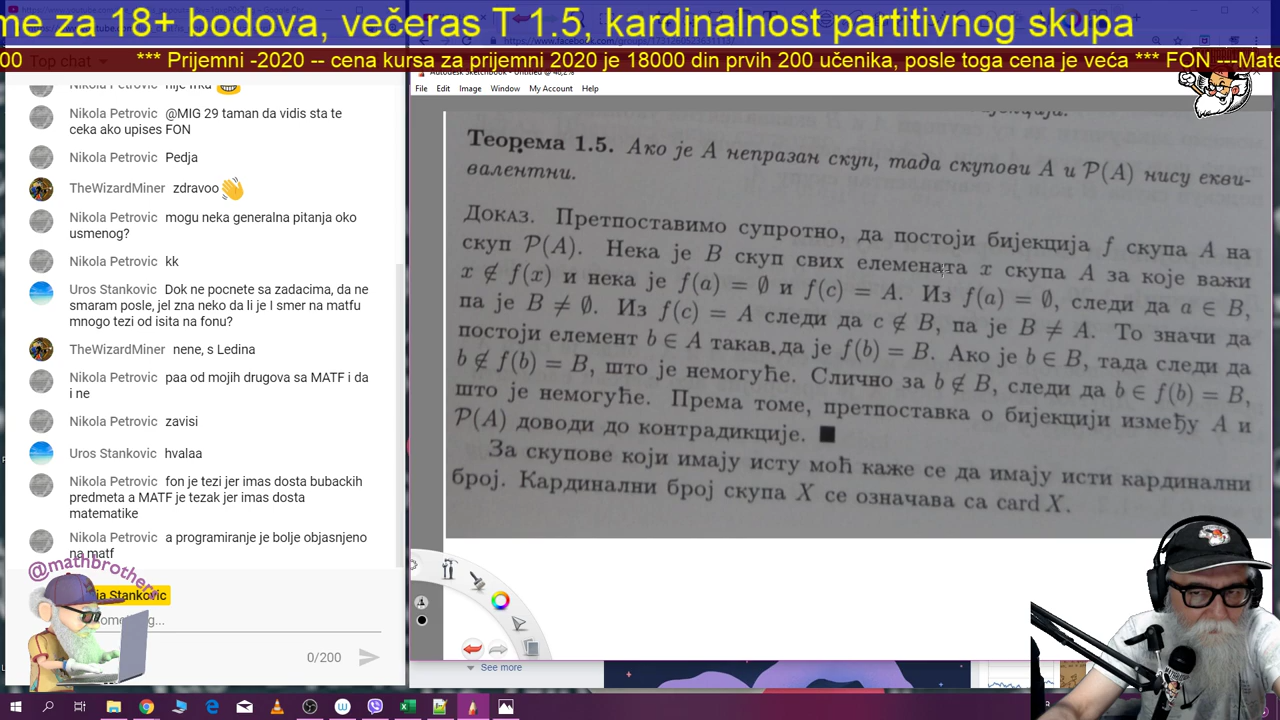 me za 18+ bodova, večeras T 1.5, kardinalnost partitivnog skupa
00 *** Prijemni -2020 -- cena kursa za prijemni 2020 je 18000 din prvih 200 učenika, posle toga cena je veća *** FON ---Mate
Top chat
Nikola Petrovic nije frka
Nikola Petrovic @MIG 29 taman da vidis sta te
ceka ako upises FON
Nikola Petrovic Pedja
TheWizardMiner zdravoo
Nikola Petrovic mogu neka generalna pitanja oko
usmenog?
Nikola Petrovic kk
Uros Stankovic Dok ne pocnete sa zadacima, da ne
smaram posle, jel zna neko da li je I smer na matfu
mnogo tezi od isita na fonu?
TheWizardMiner nene, s Ledina
Nikola Petrovic paa od mojih drugova sa MATF i da
i ne
Nikola Petrovic zavisi
Uros Stankovic hvalaa
Nikola Petrovic fon je tezi jer imas dosta bubackih
predmeta a MATF je tezak jer imas dosta
matematike
Nikola Petrovic a programiranje je bolje objasnjeno
na matf
@mathbrothers
Stankovic
0/200
File Edit Image Window My Account Help
Теорема 1.5. Ако је A непразан скуп, тада скупови A и P(A) нису екви-
валентни.
Доказ. Претпоставимо супротно, да постоји бијекција f скупа A на
скуп P(A). Нека је B скуп свих елемената x скупа A за које важи
x ∉ f(x) и нека је f(a) = ∅ и f(c) = A. Из f(a) = ∅, следи да a ∈ B,
па је B ≠ ∅. Из f(c) = A следи да c ∉ B, па је B ≠ A. То значи да
постоји елемент b ∈ A такав да је f(b) = B. Ако је b ∈ B, тада следи да
b ∉ f(b) = B, што је немогуће. Слично за b ∉ B, следи да b ∈ f(b) = B,
што је немогуће. Према томе, претпоставка о бијекцији између A и
P(A) доводи до контрадикције. ■
За скупове који имају исту моћ каже се да имају исти кардинални
број. Кардинални број скупа X се означава са card X.
See more